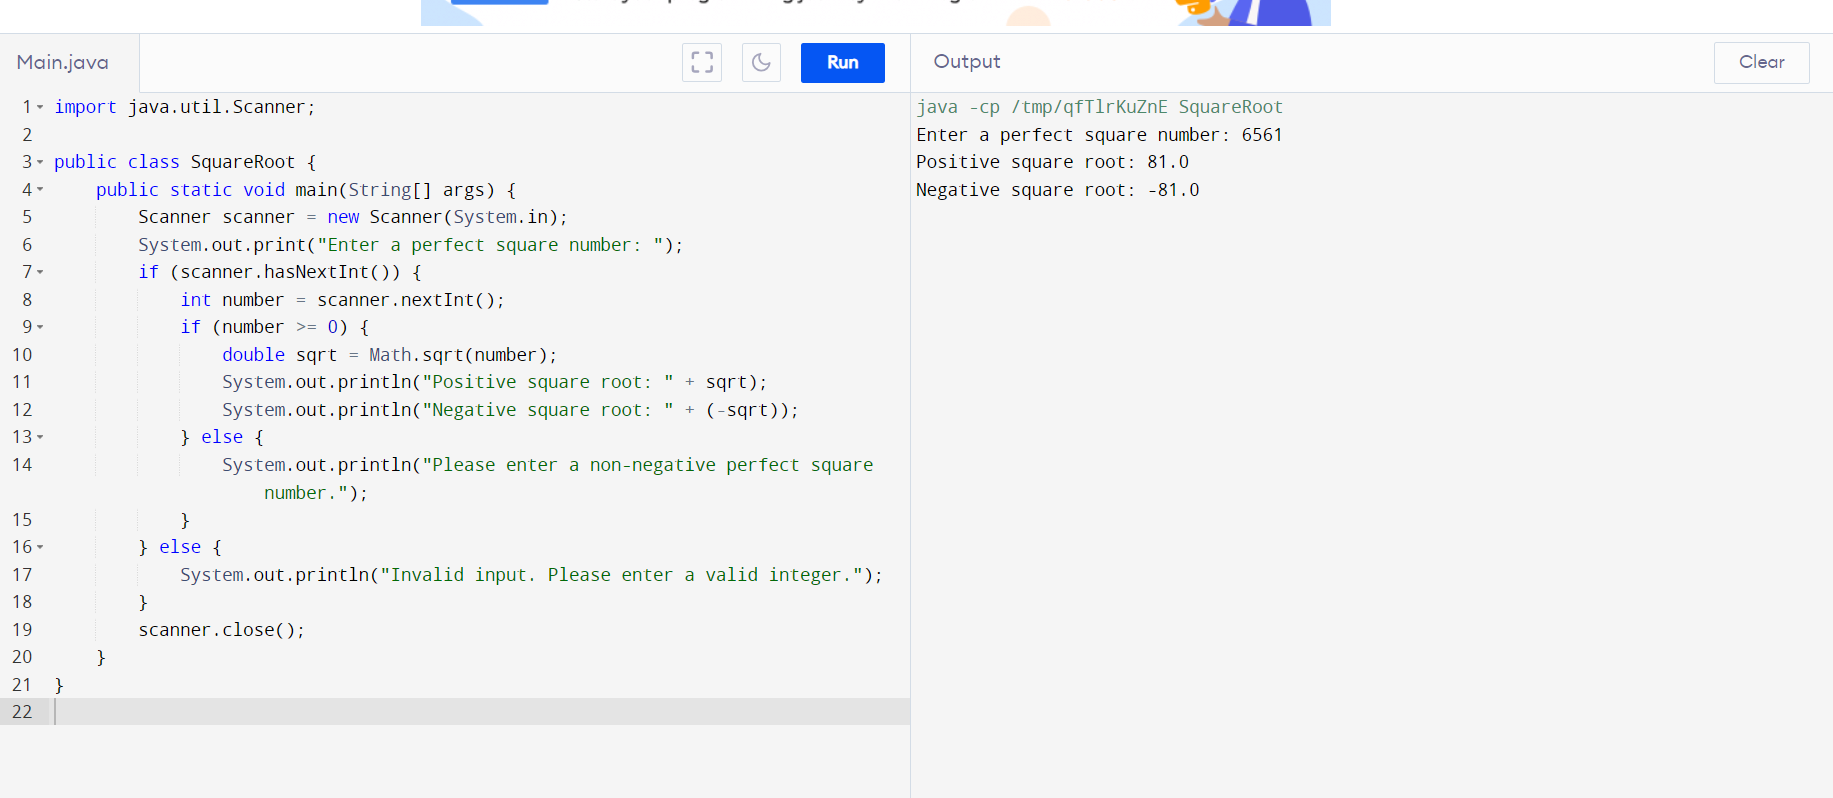 Main.java
Run
Output
Clear
1 import java.util.Scanner;
2
3 public class SquareRoot {
4 public static void main(String[] args) {
5 Scanner scanner = new Scanner(System.in);
6 System.out.print("Enter a perfect square number: ");
7 if (scanner.hasNextInt()) {
8 int number = scanner.nextInt();
9 if (number >= 0) {
10 double sqrt = Math.sqrt(number);
11 System.out.println("Positive square root: " + sqrt);
12 System.out.println("Negative square root: " + (-sqrt));
13 } else {
14 System.out.println("Please enter a non-negative perfect square
number.");
15 }
16 } else {
17 System.out.println("Invalid input. Please enter a valid integer.");
18 }
19 scanner.close();
20 }
21 }
22
java -cp /tmp/qfTlrKuZnE SquareRoot
Enter a perfect square number: 6561
Positive square root: 81.0
Negative square root: -81.0